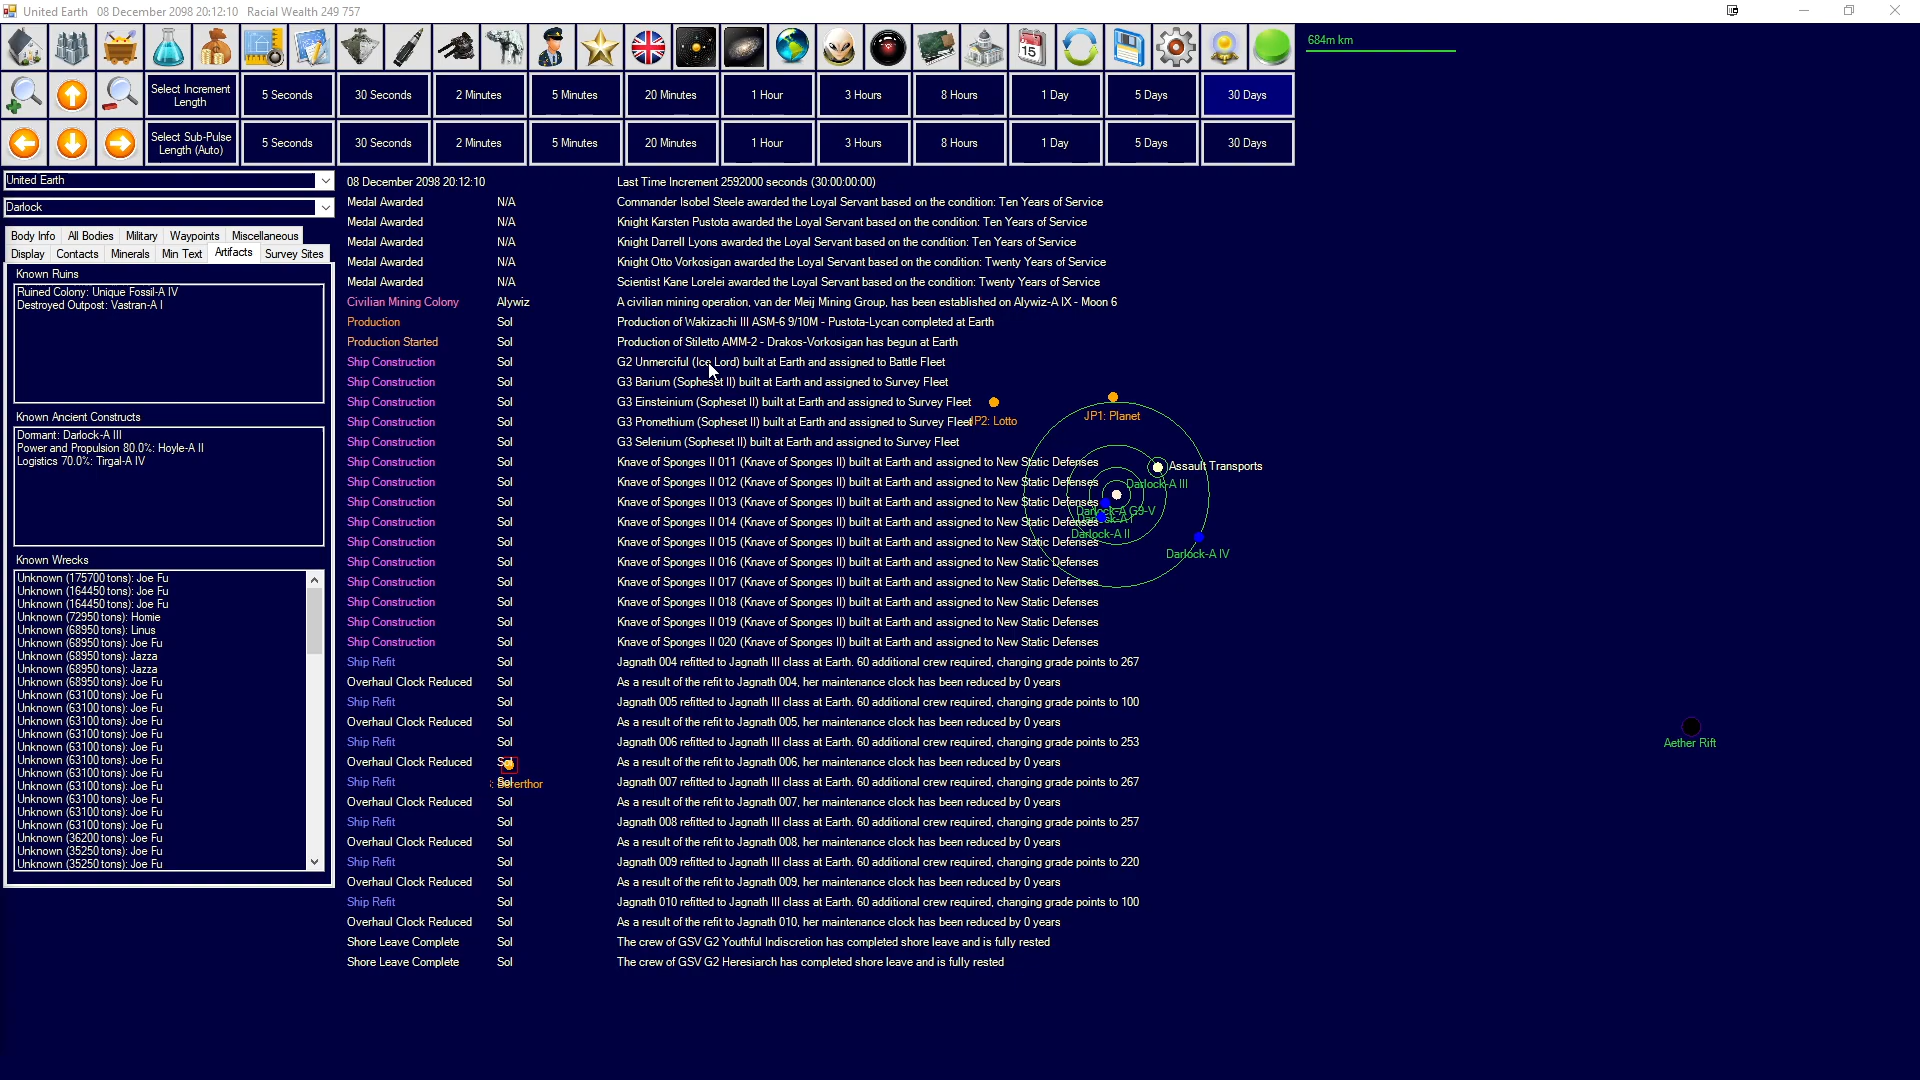 United Earth   08 December 2098 20:12:10   Racial Wealth 249 757
684m km
15
Select Increment Length
5 Seconds
30 Seconds
2 Minutes
5 Minutes
20 Minutes
1 Hour
3 Hours
8 Hours
1 Day
5 Days
30 Days
Select Sub-Pulse Length (Auto)
5 Seconds
30 Seconds
2 Minutes
5 Minutes
20 Minutes
1 Hour
3 Hours
8 Hours
1 Day
5 Days
30 Days
United Earth
Darlock
Body Info   All Bodies   Military   Waypoints   Miscellaneous
Display   Contacts   Minerals   Min Text   Artifacts   Survey Sites
Known Ruins
Ruined Colony: Unique Fossil-A IV
Destroyed Outpost: Vastran-A I
Known Ancient Constructs
Dormant: Darlock-A III
Power and Propulsion 80.0%: Hoyle-A II
Logistics 70.0%: Tirgal-A IV
Known Wrecks
Unknown (175700 tons): Joe Fu
Unknown (164450 tons): Joe Fu
Unknown (164450 tons): Joe Fu
Unknown (72950 tons): Homie
Unknown (68950 tons): Linus
Unknown (68950 tons): Joe Fu
Unknown (68950 tons): Jazza
Unknown (68950 tons): Jazza
Unknown (68950 tons): Joe Fu
Unknown (63100 tons): Joe Fu
Unknown (63100 tons): Joe Fu
Unknown (63100 tons): Joe Fu
Unknown (63100 tons): Joe Fu
Unknown (63100 tons): Joe Fu
Unknown (63100 tons): Joe Fu
Unknown (63100 tons): Joe Fu
Unknown (63100 tons): Joe Fu
Unknown (63100 tons): Joe Fu
Unknown (63100 tons): Joe Fu
Unknown (63100 tons): Joe Fu
Unknown (36200 tons): Joe Fu
Unknown (35250 tons): Joe Fu
Unknown (35250 tons): Joe Fu
08 December 2098 20:12:10   Last Time Increment 2592000 seconds (30:00:00:00)
Medal Awarded   N/A   Commander Isobel Steele awarded the Loyal Servant based on the condition: Ten Years of Service
Medal Awarded   N/A   Knight Karsten Pustota awarded the Loyal Servant based on the condition: Ten Years of Service
Medal Awarded   N/A   Knight Darrell Lyons awarded the Loyal Servant based on the condition: Ten Years of Service
Medal Awarded   N/A   Knight Otto Vorkosigan awarded the Loyal Servant based on the condition: Twenty Years of Service
Medal Awarded   N/A   Scientist Kane Lorelei awarded the Loyal Servant based on the condition: Twenty Years of Service
Civilian Mining Colony   Alywiz   A civilian mining operation, van der Meij Mining Group, has been established on Alywiz-A IX - Moon 6
Production   Sol   Production of Wakizachi III ASM-6 9/10M - Pustota-Lycan completed at Earth
Production Started   Sol   Production of Stiletto AMM-2 - Drakos-Vorkosigan has begun at Earth
Ship Construction   Sol   G2 Unmerciful (Ice Lord) built at Earth and assigned to Battle Fleet
Ship Construction   Sol   G3 Barium (Sopheset II) built at Earth and assigned to Survey Fleet
Ship Construction   Sol   G3 Einsteinium (Sopheset II) built at Earth and assigned to Survey Fleet
Ship Construction   Sol   G3 Promethium (Sopheset II) built at Earth and assigned to Survey Fleet
Ship Construction   Sol   G3 Selenium (Sopheset II) built at Earth and assigned to Survey Fleet
Ship Construction   Sol   Knave of Sponges II 011 (Knave of Sponges II) built at Earth and assigned to New Static Defenses
Ship Construction   Sol   Knave of Sponges II 012 (Knave of Sponges II) built at Earth and assigned to New Static Defenses
Ship Construction   Sol   Knave of Sponges II 013 (Knave of Sponges II) built at Earth and assigned to New Static Defenses
Ship Construction   Sol   Knave of Sponges II 014 (Knave of Sponges II) built at Earth and assigned to New Static Defenses
Ship Construction   Sol   Knave of Sponges II 015 (Knave of Sponges II) built at Earth and assigned to New Static Defenses
Ship Construction   Sol   Knave of Sponges II 016 (Knave of Sponges II) built at Earth and assigned to New Static Defenses
Ship Construction   Sol   Knave of Sponges II 017 (Knave of Sponges II) built at Earth and assigned to New Static Defenses
Ship Construction   Sol   Knave of Sponges II 018 (Knave of Sponges II) built at Earth and assigned to New Static Defenses
Ship Construction   Sol   Knave of Sponges II 019 (Knave of Sponges II) built at Earth and assigned to New Static Defenses
Ship Construction   Sol   Knave of Sponges II 020 (Knave of Sponges II) built at Earth and assigned to New Static Defenses
Ship Refit   Sol   Jagnath 004 refitted to Jagnath III class at Earth. 60 additional crew required, changing grade points to 267
Overhaul Clock Reduced   Sol   As a result of the refit to Jagnath 004, her maintenance clock has been reduced by 0 years
Ship Refit   Sol   Jagnath 005 refitted to Jagnath III class at Earth. 60 additional crew required, changing grade points to 100
Overhaul Clock Reduced   Sol   As a result of the refit to Jagnath 005, her maintenance clock has been reduced by 0 years
Ship Refit   Sol   Jagnath 006 refitted to Jagnath III class at Earth. 60 additional crew required, changing grade points to 253
Overhaul Clock Reduced   Sol   As a result of the refit to Jagnath 006, her maintenance clock has been reduced by 0 years
Ship Refit   Sol   Jagnath 007 refitted to Jagnath III class at Earth. 60 additional crew required, changing grade points to 267
Overhaul Clock Reduced   Sol   As a result of the refit to Jagnath 007, her maintenance clock has been reduced by 0 years
Ship Refit   Sol   Jagnath 008 refitted to Jagnath III class at Earth. 60 additional crew required, changing grade points to 257
Overhaul Clock Reduced   Sol   As a result of the refit to Jagnath 008, her maintenance clock has been reduced by 0 years
Ship Refit   Sol   Jagnath 009 refitted to Jagnath III class at Earth. 60 additional crew required, changing grade points to 220
Overhaul Clock Reduced   Sol   As a result of the refit to Jagnath 009, her maintenance clock has been reduced by 0 years
Ship Refit   Sol   Jagnath 010 refitted to Jagnath III class at Earth. 60 additional crew required, changing grade points to 100
Overhaul Clock Reduced   Sol   As a result of the refit to Jagnath 010, her maintenance clock has been reduced by 0 years
Shore Leave Complete   Sol   The crew of GSV G2 Youthful Indiscretion has completed shore leave and is fully rested
Shore Leave Complete   Sol   The crew of GSV G2 Heresiarch has completed shore leave and is fully rested
JP1: Planet
JP2: Lotto
Assault Transports
Darlock-A III
Darlock-A G9-V
Darlock-A I
Darlock-A II
Darlock-A IV
Aether Rift